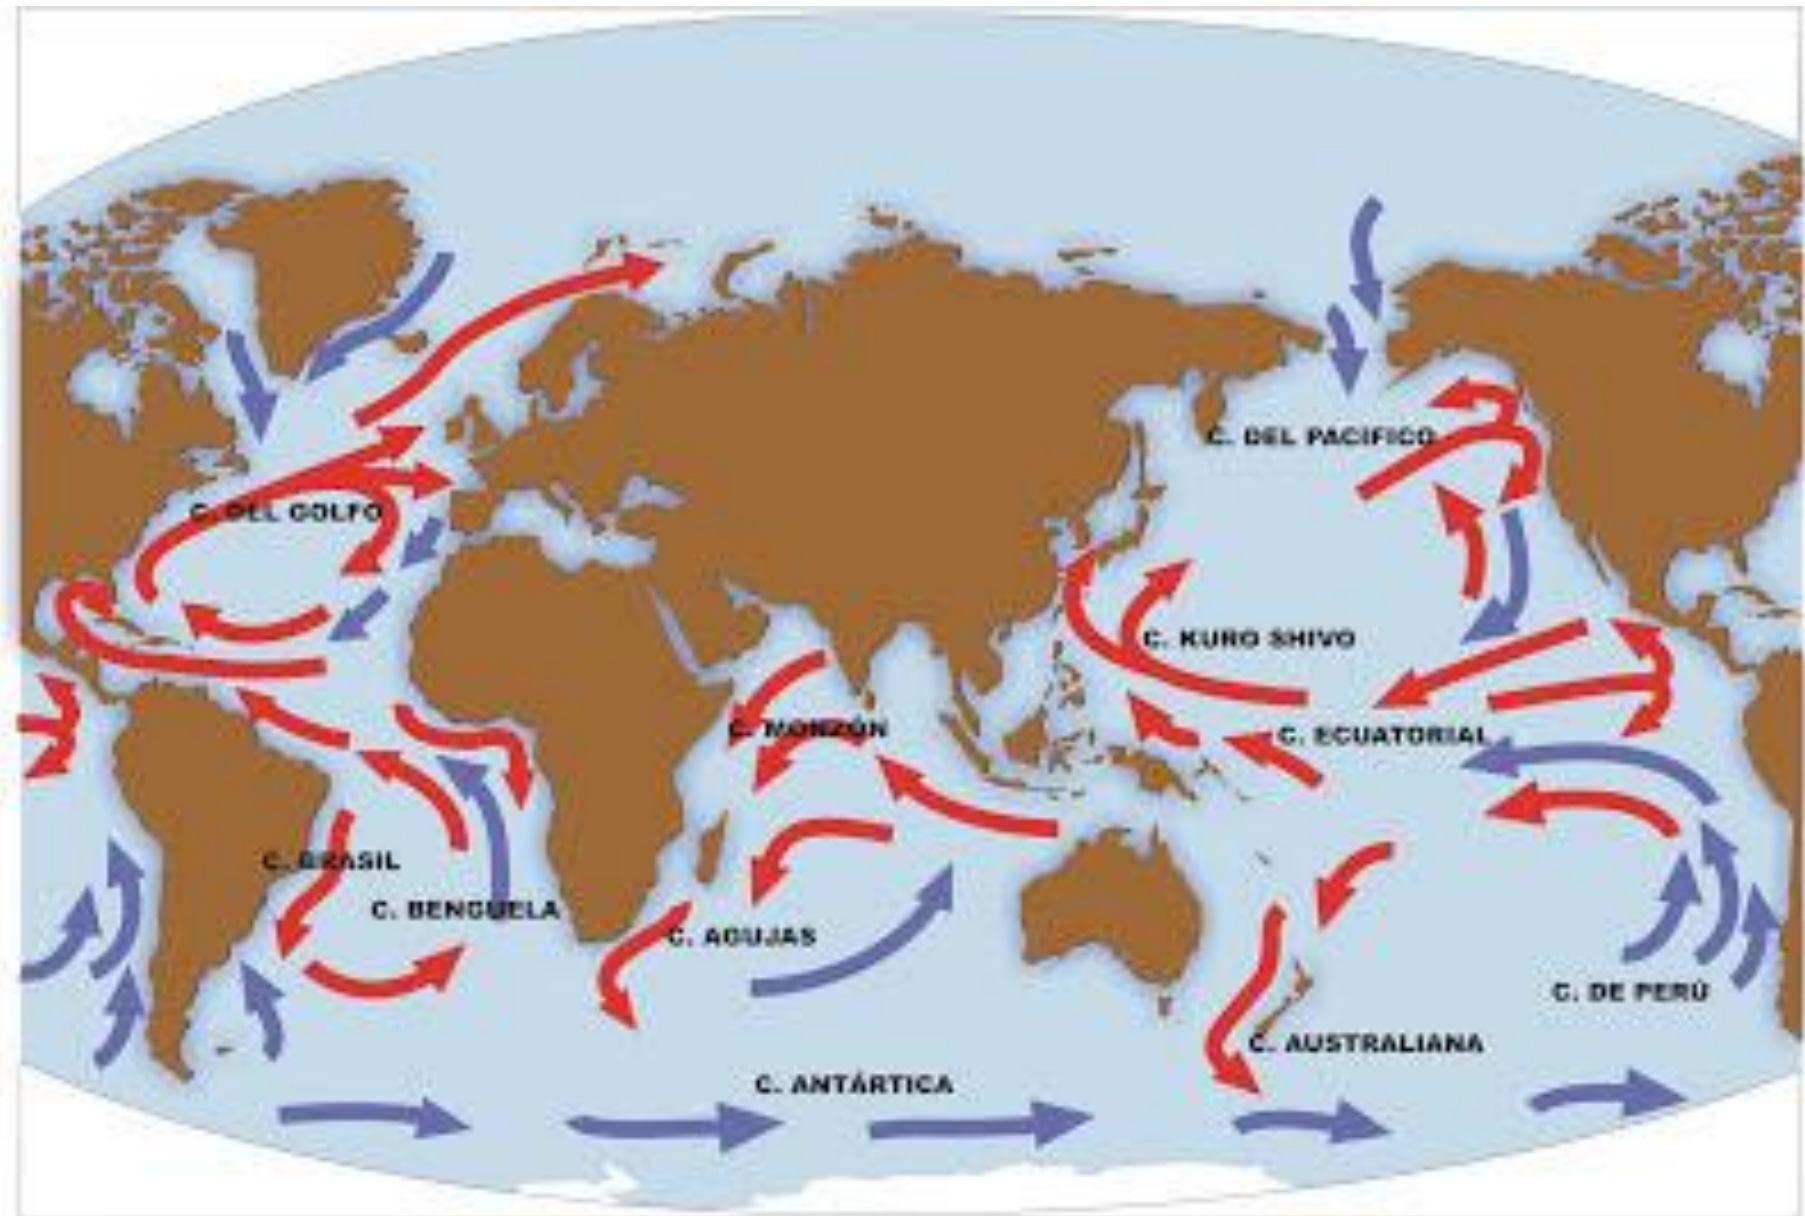 C. DEL PACIFICO
C. DEL GOLFO
C. KURO SHIVO
C. MONZÓN
C. ECUATORIAL
C. BRASIL
C. BENGUELA
C. AGUJAS
C. DE PERÚ
C. AUSTRALIANA
C. ANTÁRTICA